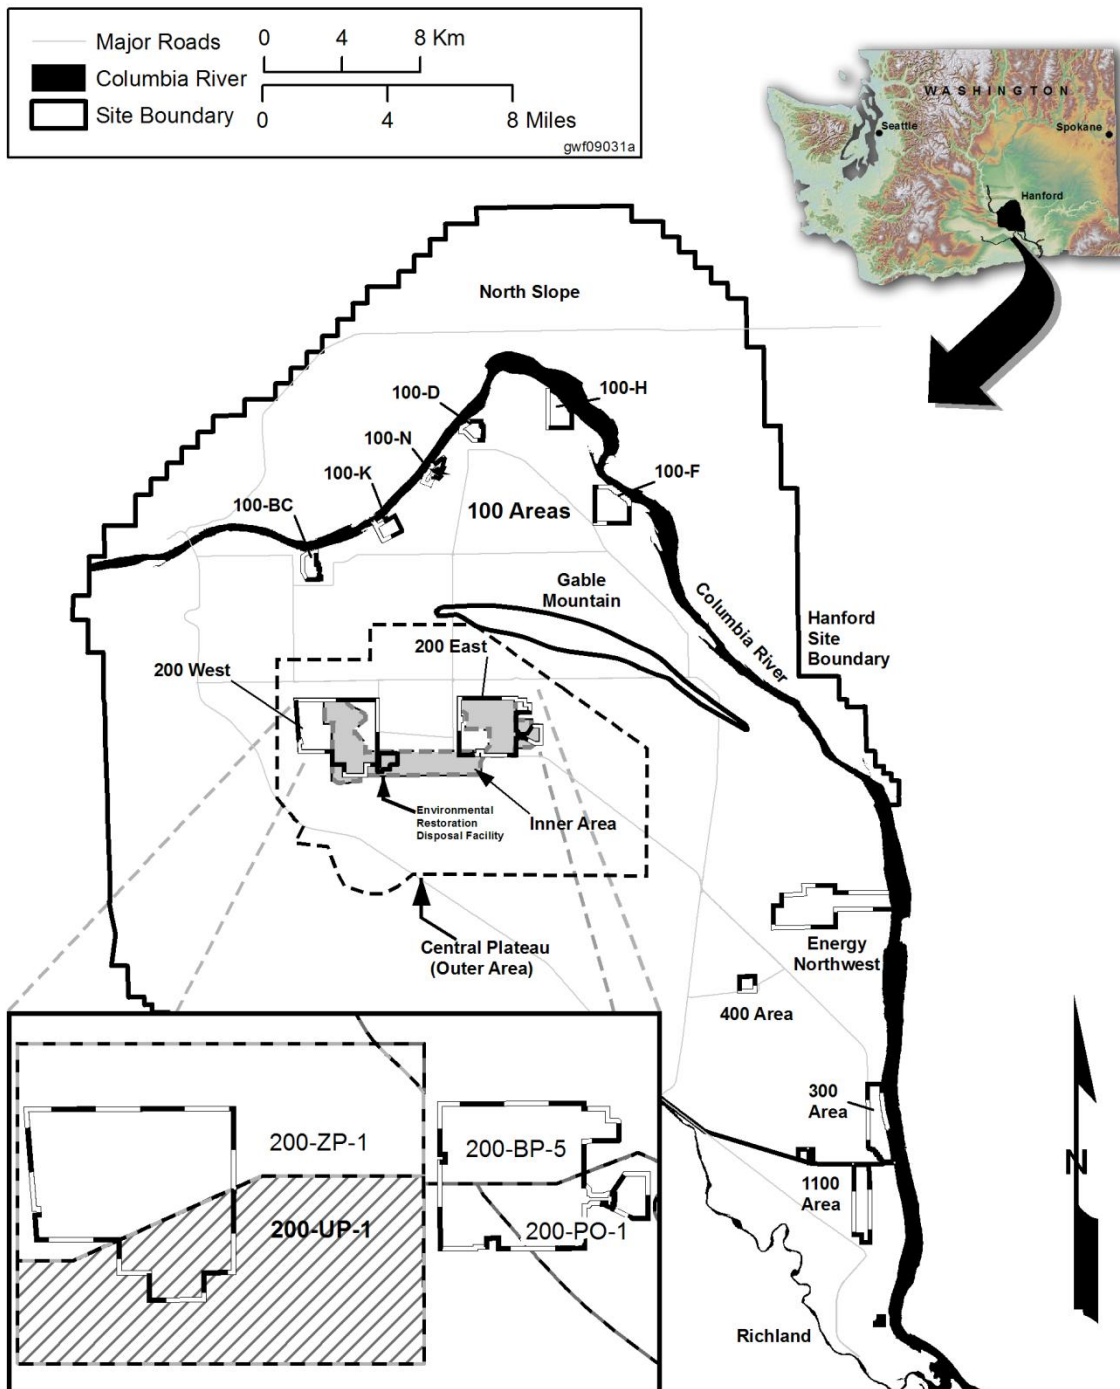 Major Roads
0 4 8 Km
Columbia River
Site Boundary
0 4 8 Miles
gwf09031a
WASHINGTON
Seattle
Spokane
Hanford
North Slope
100-D
100-H
100-N
100-K
100-F
100-BC
100 Areas
Gable
Mountain
Columbia River
Hanford
Site
Boundary
200 West
200 East
Environmental
Restoration
Disposal Facility
Inner Area
Central Plateau
(Outer Area)
Energy
Northwest
400 Area
300
Area
1100
Area
N
Richland
200-ZP-1
200-BP-5
200-UP-1
200-PO-1